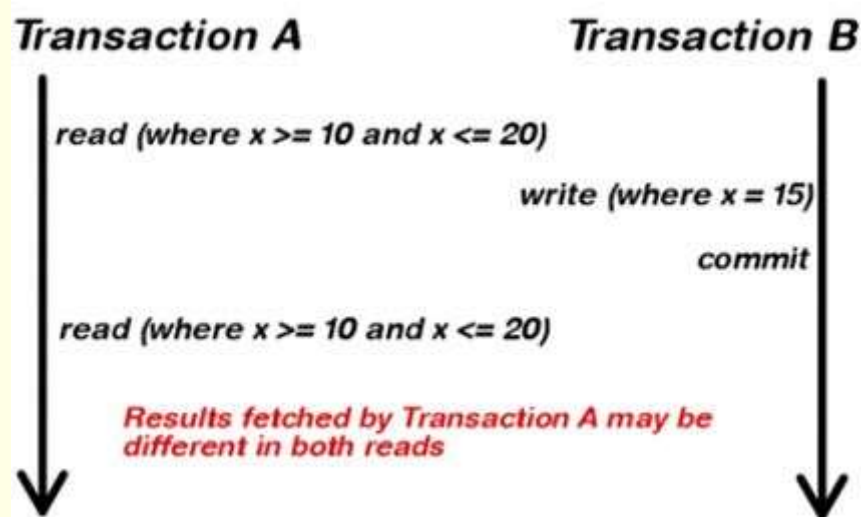 Transaction A
Transaction B
read (where x >= 10 and x <= 20)
write (where x = 15)
commit
read (where x >= 10 and x <= 20)
Results fetched by Transaction A may be
different in both reads